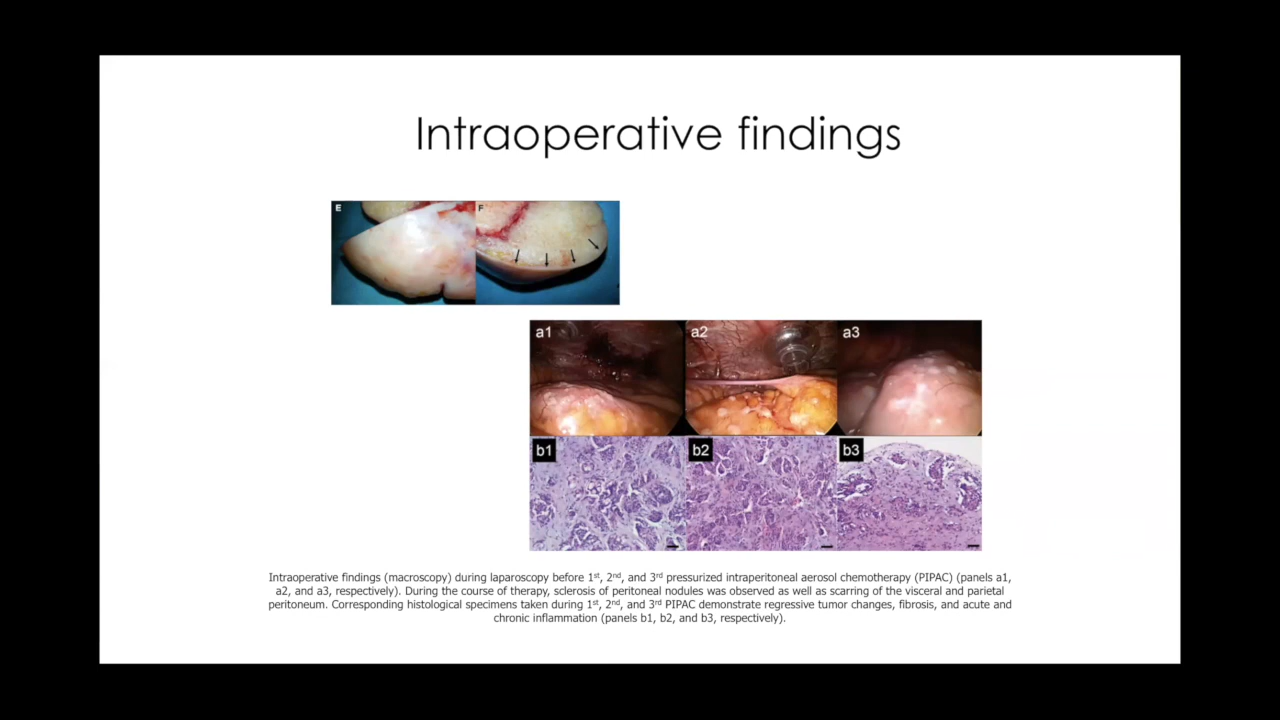 Intraoperative findings
E
F
a1
a2
a3
b1
b2
b3
Intraoperative findings (macroscopy) during laparoscopy before 1st, 2nd, and 3rd pressurized intraperitoneal aerosol chemotherapy (PIPAC) (panels a1,
a2, and a3, respectively). During the course of therapy, sclerosis of peritoneal nodules was observed as well as scarring of the visceral and parietal
peritoneum. Corresponding histological specimens taken during 1st, 2nd, and 3rd PIPAC demonstrate regressive tumor changes, fibrosis, and acute and
chronic inflammation (panels b1, b2, and b3, respectively).